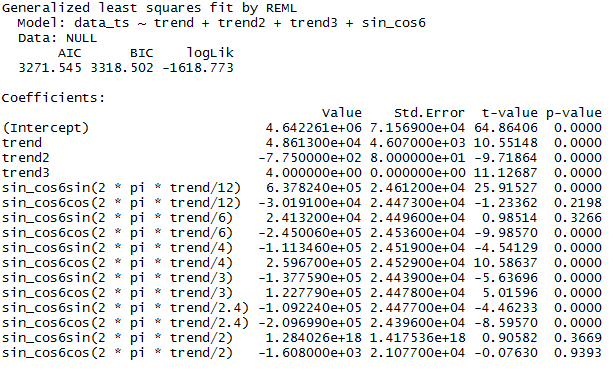 Generalized least squares fit by REML
  Model: data_ts ~ trend + trend2 + trend3 + sin_cos6
  Data: NULL
       AIC      BIC    logLik
  3271.545 3318.502 -1618.773

Coefficients:
                                    Value    Std.Error  t-value p-value
(Intercept)                  4.642261e+06 7.156900e+04 64.86406  0.0000
trend                        4.861300e+04 4.607000e+03 10.55148  0.0000
trend2                      -7.750000e+02 8.000000e+01 -9.71864  0.0000
trend3                       4.000000e+00 0.000000e+00 11.12687  0.0000
sin_cos6sin(2 * pi * trend/12)  6.378240e+05 2.461200e+04 25.91527  0.0000
sin_cos6cos(2 * pi * trend/12) -3.019100e+04 2.447300e+04 -1.23362  0.2198
sin_cos6sin(2 * pi * trend/6)   2.413200e+04 2.449600e+04  0.98514  0.3266
sin_cos6cos(2 * pi * trend/6)  -2.450060e+05 2.453600e+04 -9.98570  0.0000
sin_cos6sin(2 * pi * trend/4)  -1.113460e+05 2.451900e+04 -4.54129  0.0000
sin_cos6cos(2 * pi * trend/4)   2.596700e+05 2.452900e+04 10.58637  0.0000
sin_cos6sin(2 * pi * trend/3)  -1.377590e+05 2.443900e+04 -5.63696  0.0000
sin_cos6cos(2 * pi * trend/3)   1.227790e+05 2.447800e+04  5.01596  0.0000
sin_cos6sin(2 * pi * trend/2.4) -1.092240e+05 2.447700e+04 -4.46233  0.0000
sin_cos6cos(2 * pi * trend/2.4) -2.096990e+05 2.439600e+04 -8.59570  0.0000
sin_cos6sin(2 * pi * trend/2)   1.284026e+18 1.417536e+18  0.90582  0.3669
sin_cos6cos(2 * pi * trend/2)  -1.608000e+03 2.107700e+04 -0.07630  0.9393